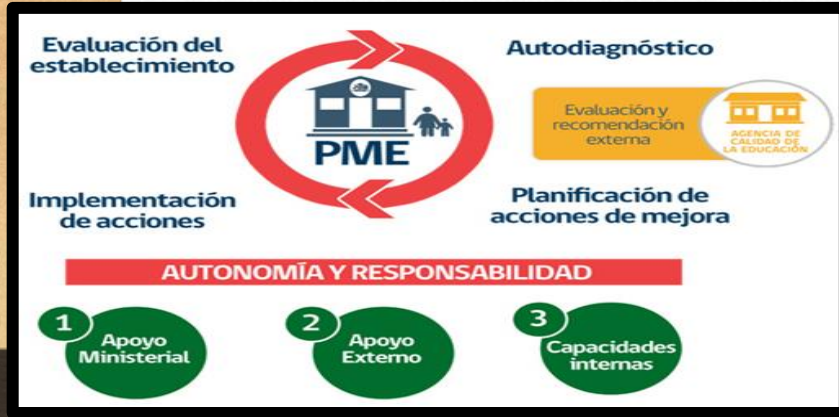 Evaluación del
establecimiento
Autodiagnóstico
PME
Evaluación y
recomendación
externa
AGENCIA DE
CALIDAD DE
LA EDUCACIÓN
Implementación
de acciones
Planificación de
acciones de mejora
AUTONOMÍA Y RESPONSABILIDAD
1
Apoyo
Ministerial
2
Apoyo
Externo
3
Capacidades
internas